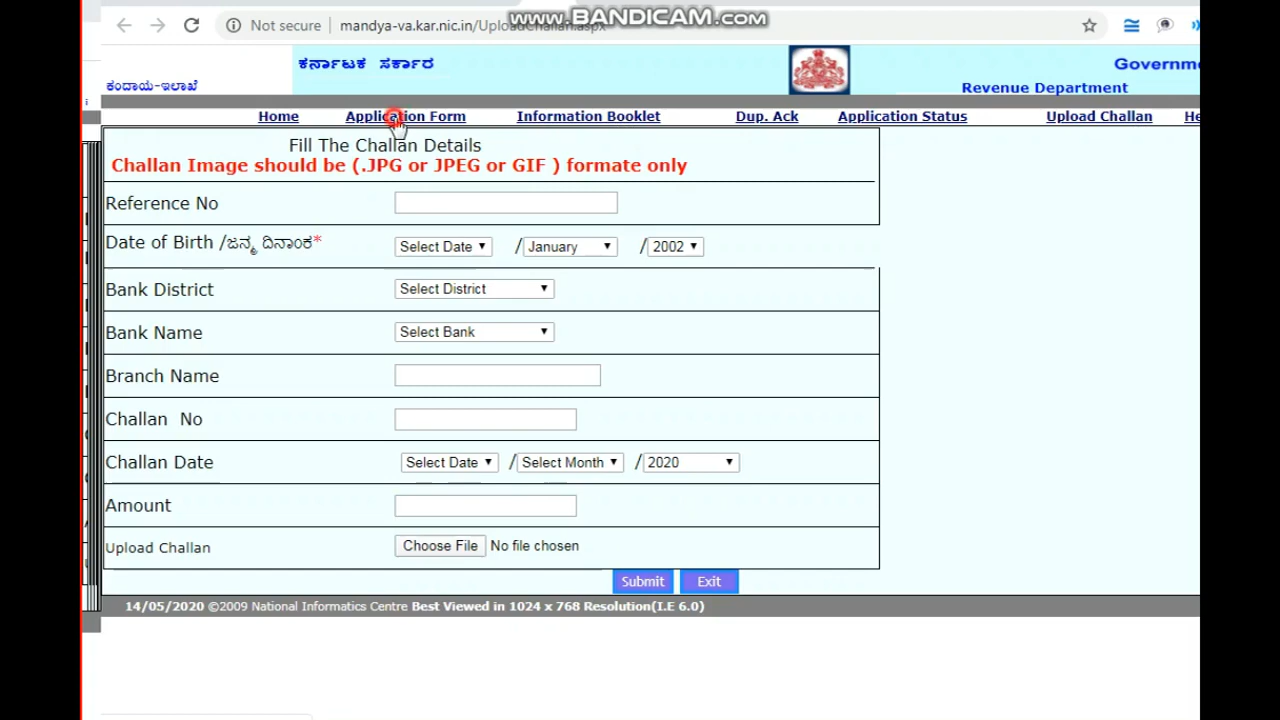 www.BANDICAM.com
Not secure mandya-va.kar.nic.in/UploadChallan.aspx
ಕರ್ನಾಟಕ ಸರ್ಕಾರ Governm
ಕಂದಾಯ-ಇಲಾಖೆ Revenue Department
Home Application Form Information Booklet Dup. Ack Application Status Upload Challan He
Fill The Challan Details
Challan Image should be (.JPG or JPEG or GIF ) formate only
Reference No
Date of Birth /ಜನ್ಮ ದಿನಾಂಕ* Select Date / January / 2002
Bank District Select District
Bank Name Select Bank
Branch Name
Challan No
Challan Date Select Date / Select Month / 2020
Amount
Upload Challan Choose File No file chosen
Submit Exit
14/05/2020 ©2009 National Informatics Centre Best Viewed in 1024 x 768 Resolution(I.E 6.0)